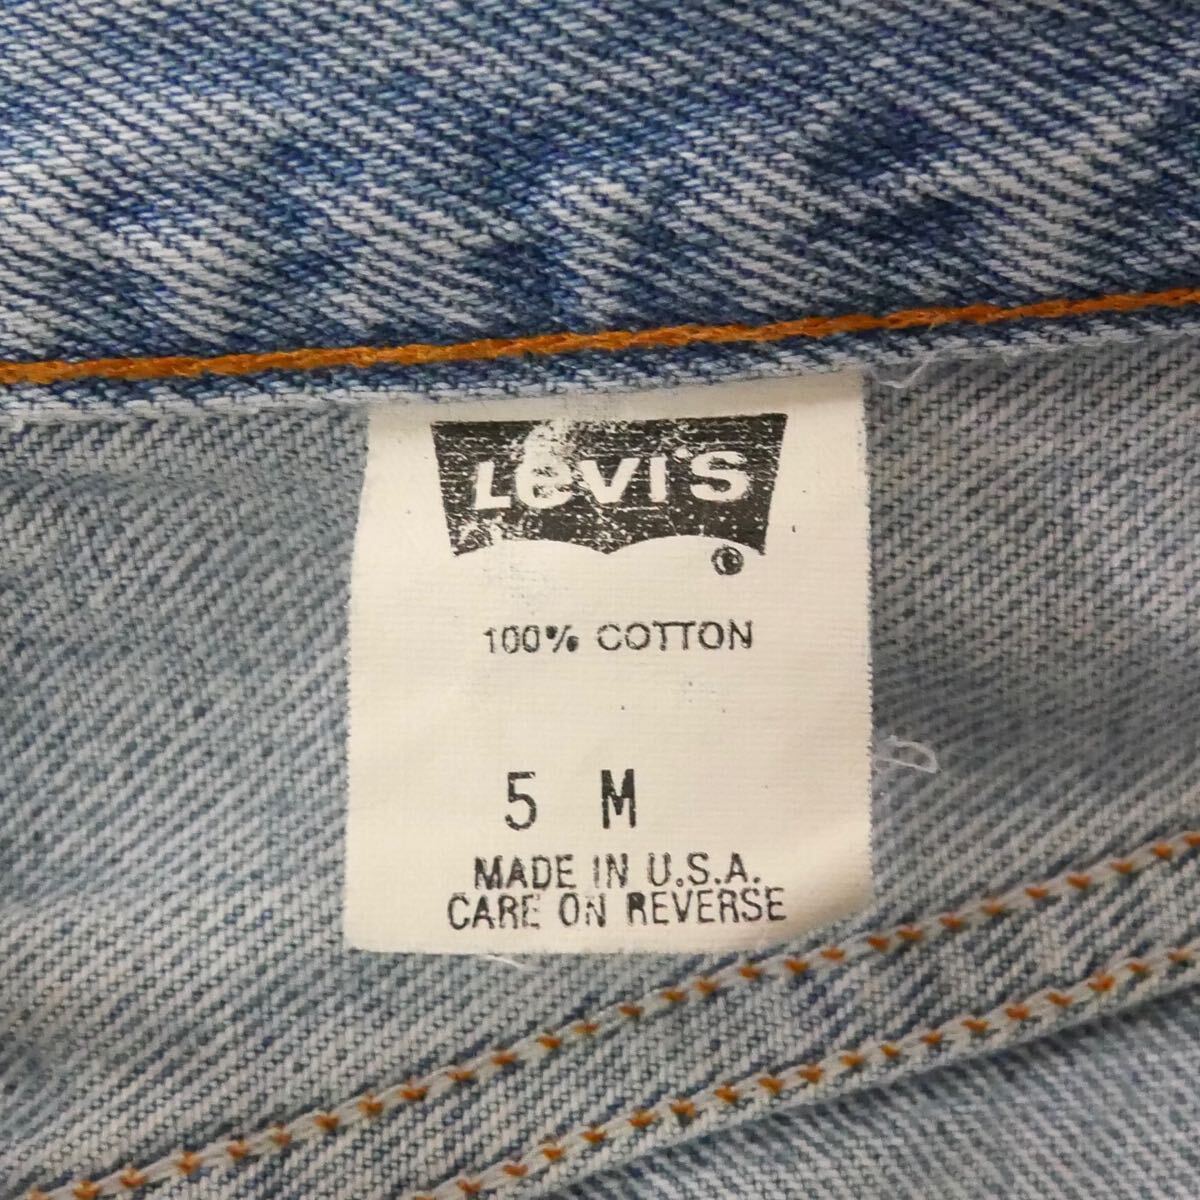 LeVI'S
®
100% COTTON
5 M
MADE IN U.S.A.
CARE ON REVERSE